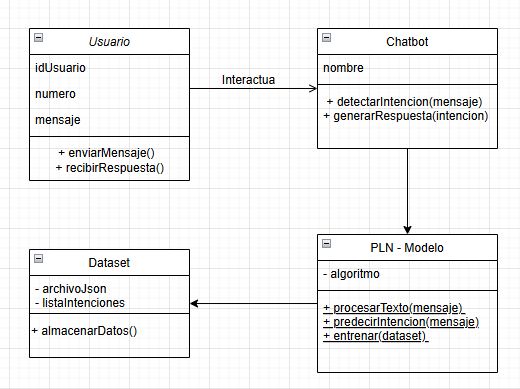 Usuario
idUsuario
numero
mensaje
+ enviarMensaje()
+ recibirRespuesta()
Interactua
Chatbot
nombre
+ detectarIntencion(mensaje)
+ generarRespuesta(intencion)
Dataset
- archivoJson
- listaIntenciones
+ almacenarDatos()
PLN - Modelo
- algoritmo
+ procesarTexto(mensaje)
+ predecirIntencion(mensaje)
+ entrenar(dataset)